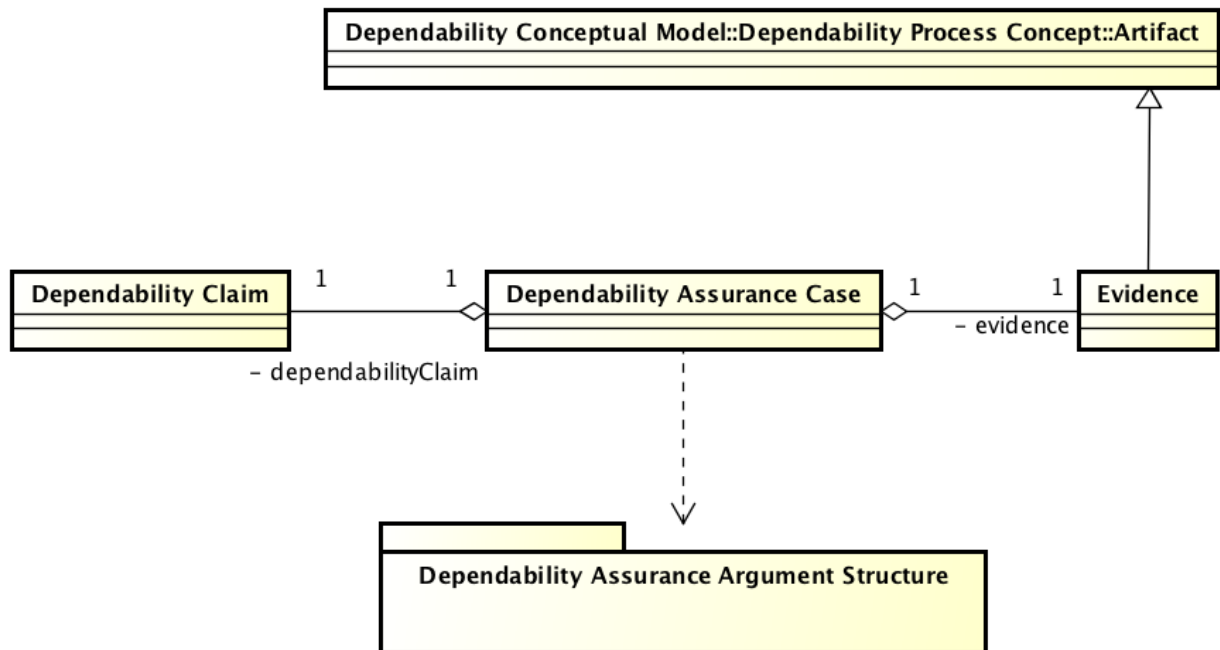 Dependability Conceptual Model::Dependability Process Concept::Artifact
1
1
1
1
Dependability Claim
Dependability Assurance Case
Evidence
– evidence
– dependabilityClaim
Dependability Assurance Argument Structure